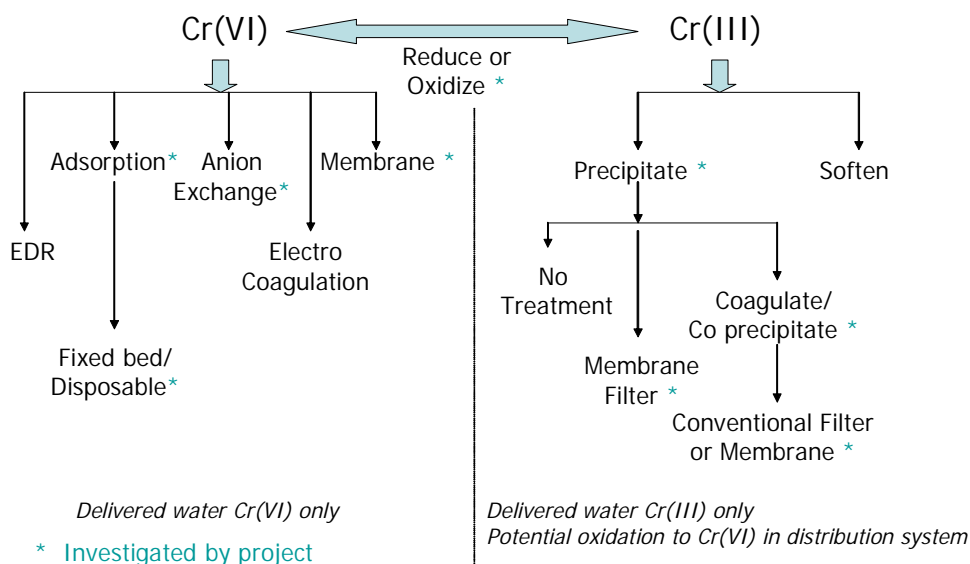 Cr(VI)
Cr(III)
Reduce or
Oxidize *
Adsorption*
Anion
Exchange*
Membrane *
EDR
Electro
Coagulation
Fixed bed/
Disposable*
Precipitate *
Soften
No
Treatment
Membrane
Filter *
Coagulate/
Co precipitate *
Conventional Filter
or Membrane *
Delivered water Cr(VI) only
* Investigated by project
Delivered water Cr(III) only
Potential oxidation to Cr(VI) in distribution system